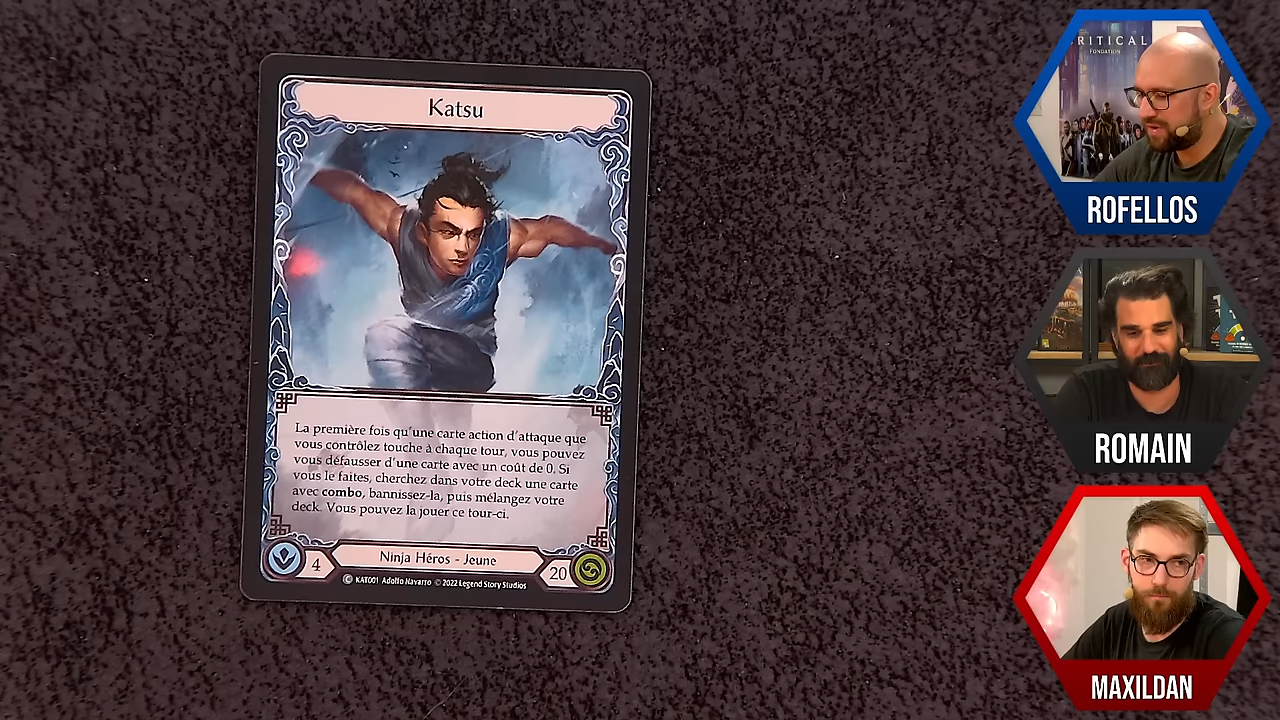 Katsu
La première fois qu'une carte action d'attaque que
vous contrôlez touche à chaque tour, vous pouvez
vous défausser d'une carte avec un coût de 0. Si
vous le faites, cherchez dans votre deck une carte
avec combo, bannissez-la, puis mélangez votre
deck. Vous pouvez la jouer ce tour-ci.
4
Ninja Héros - Jeune
20
© KAT001 Adolfo Navarro © 2022 Legend Story Studios
RITICAL
FONDATION
ROFELLOS
ROMAIN
MAXILDAN